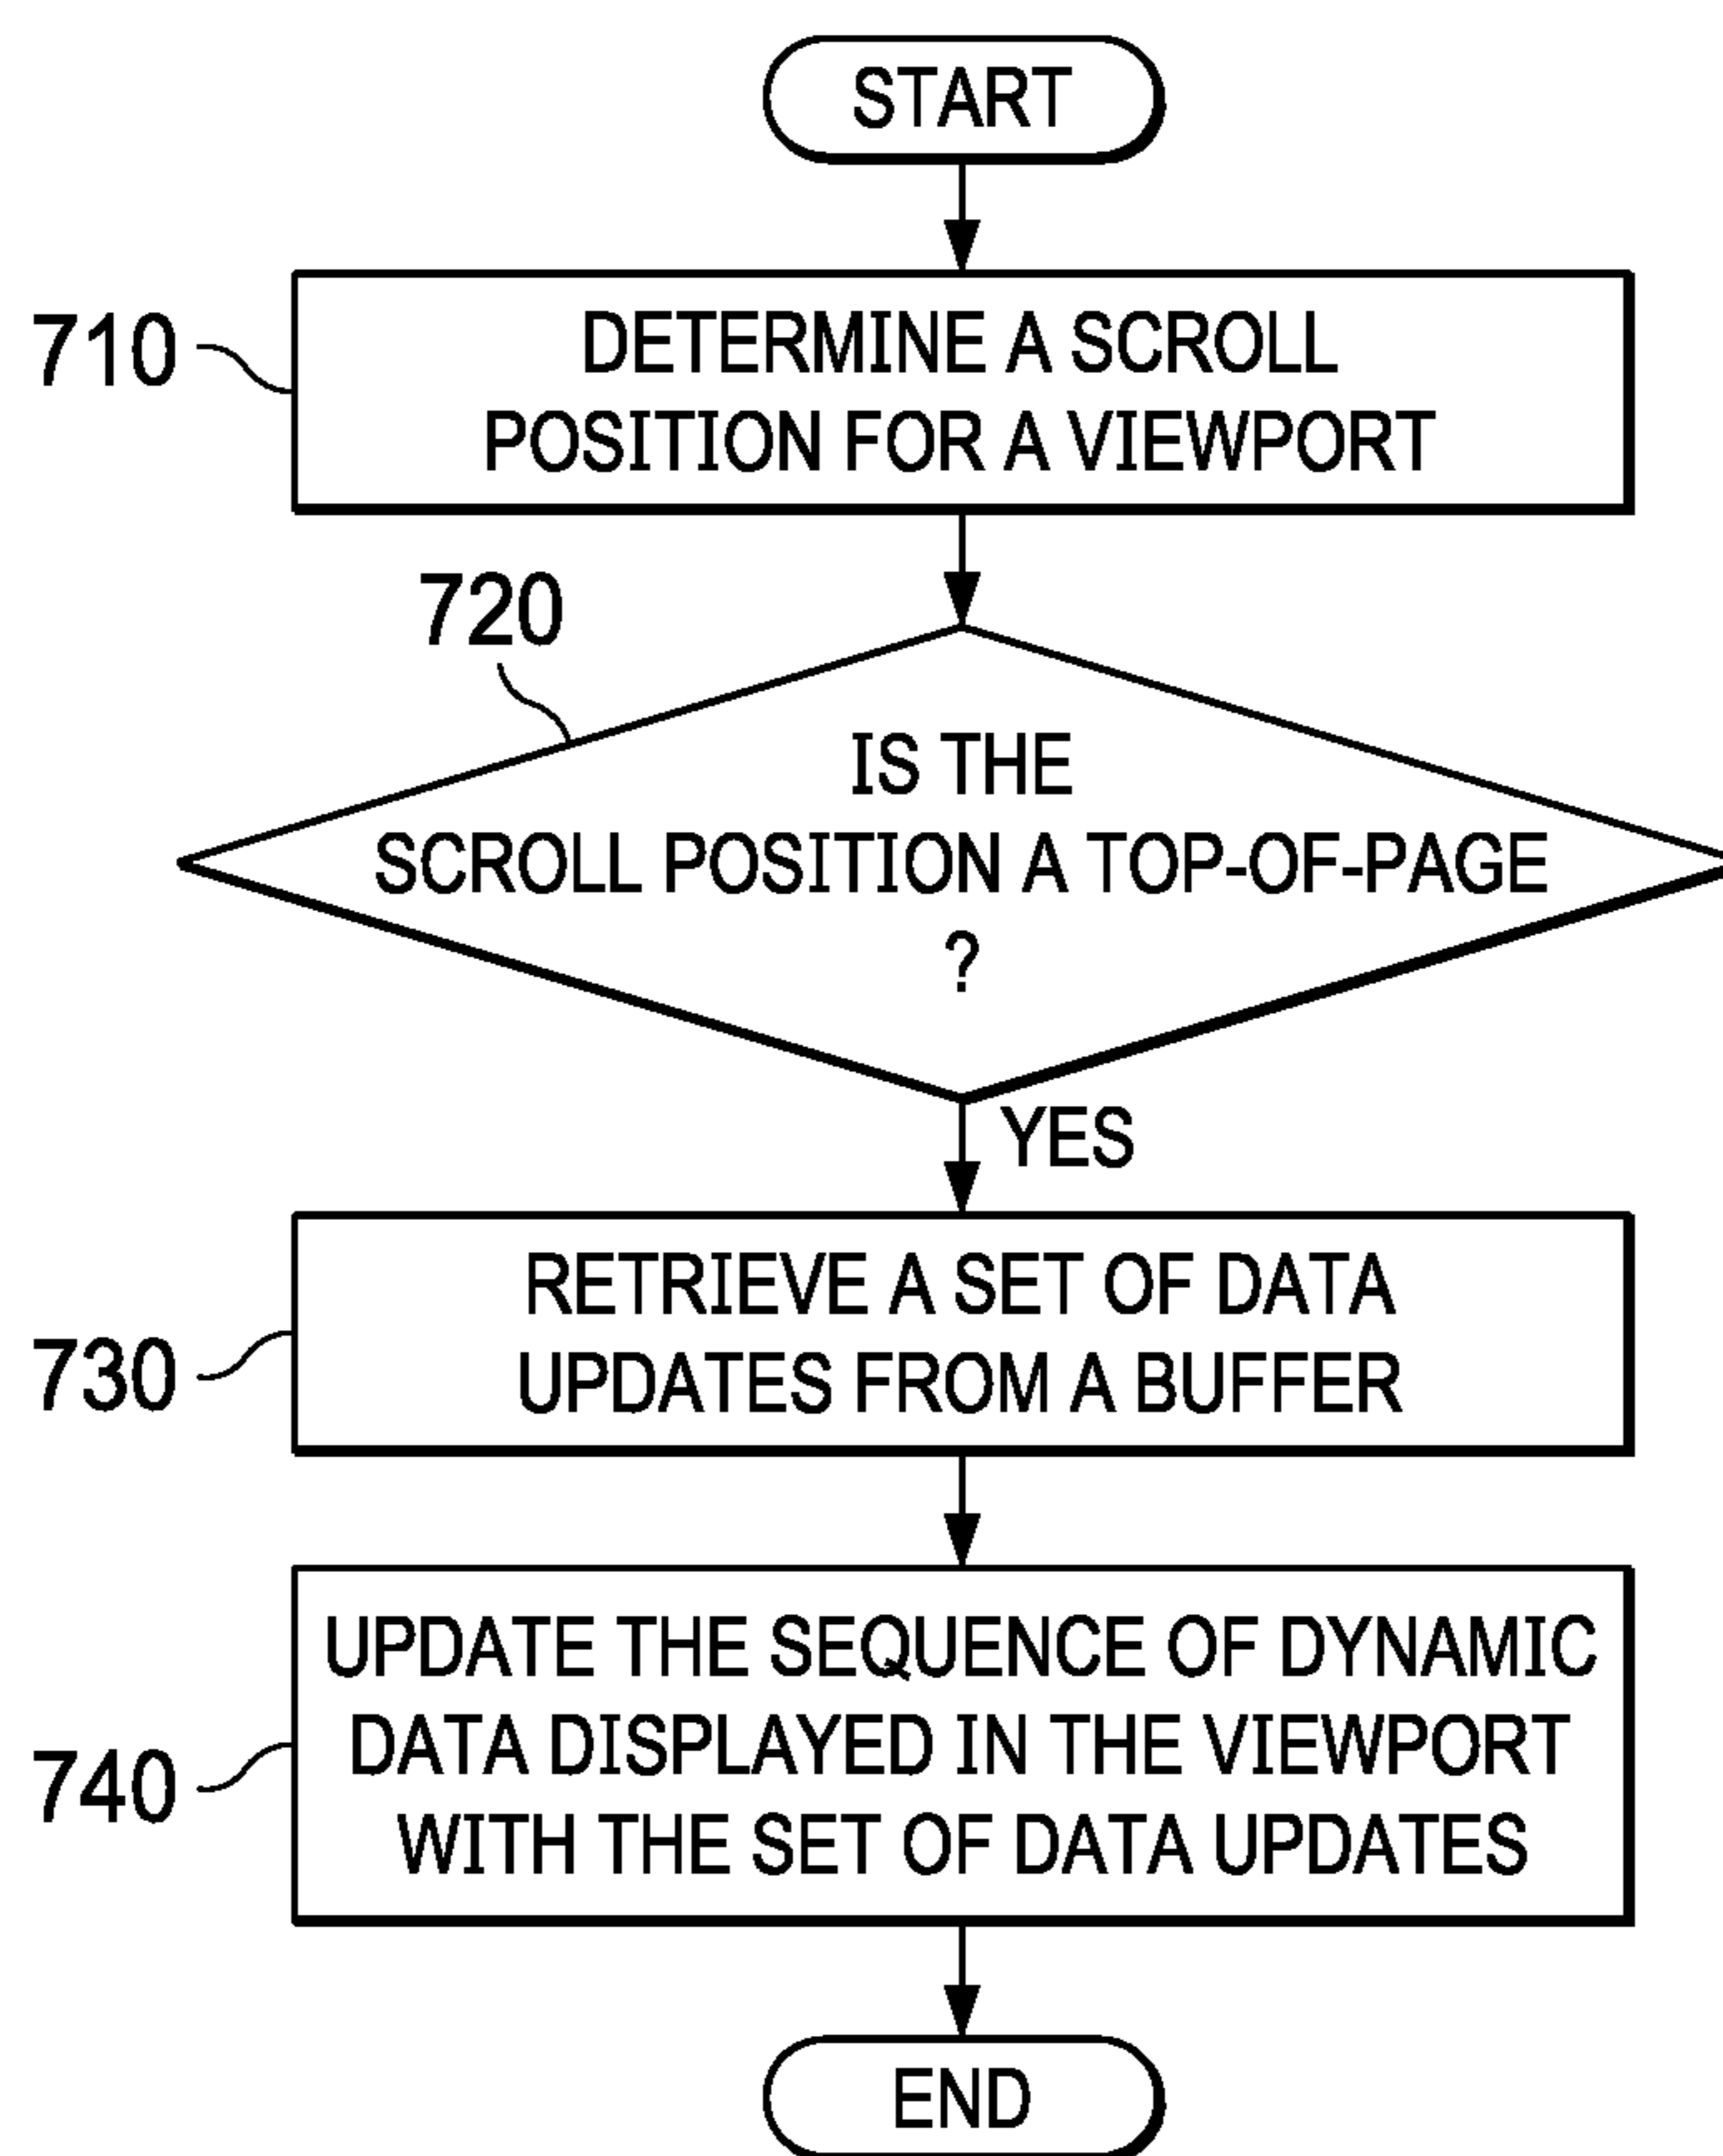 START
710
DETERMINE A SCROLL
POSITION FOR A VIEWPORT
720
IS THE
SCROLL POSITION A TOP-OF-PAGE
?
YES
730
RETRIEVE A SET OF DATA
UPDATES FROM A BUFFER
740
UPDATE THE SEQUENCE OF DYNAMIC
DATA DISPLAYED IN THE VIEWPORT
WITH THE SET OF DATA UPDATES
END